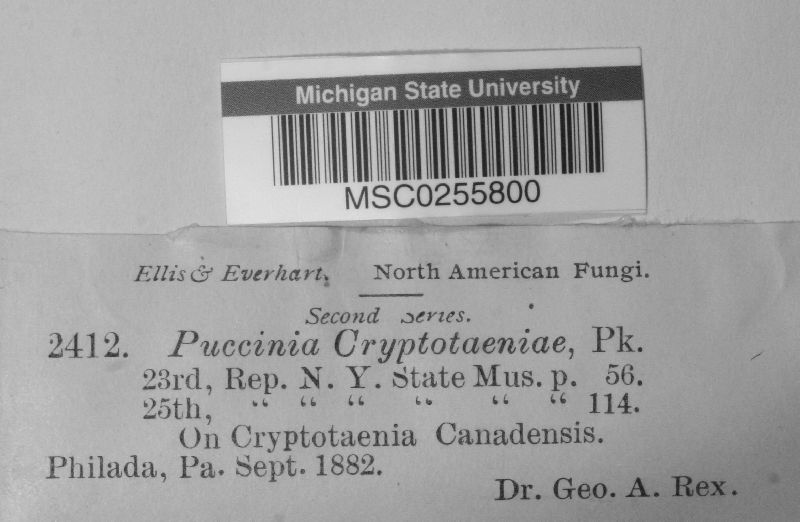 Michigan State University
MSC0255800
Ellis & Everhart, North American Fungi.
Second series.
2412. Puccinia Cryptotaeniae, Pk.
23rd, Rep. N. Y. State Mus. p. 56.
25th, “ “ “ “ “ “ 114.
On Cryptotaenia Canadensis.
Philada, Pa. Sept. 1882.
Dr. Geo. A. Rex.